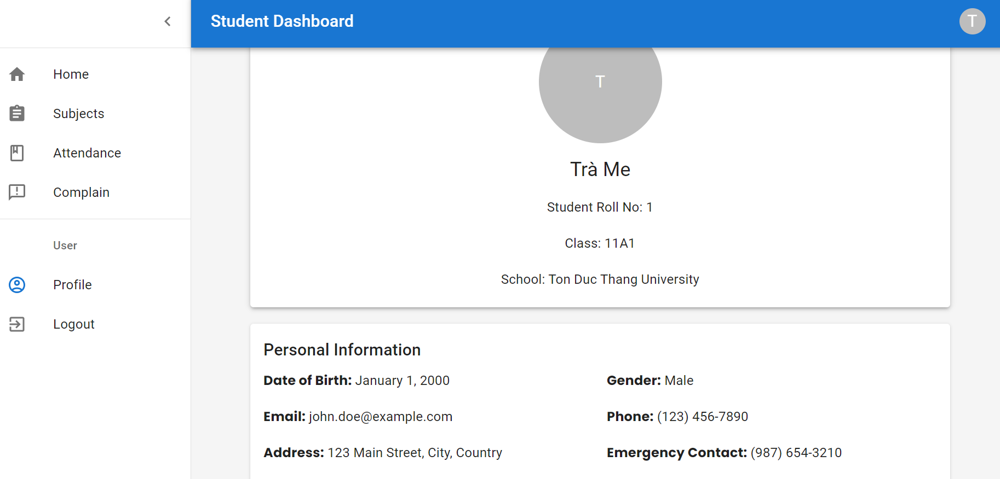 Student Dashboard
T
Home
Subjects
Attendance
Complain
User
Profile
Logout
T
Trà Me
Student Roll No: 1
Class: 11A1
School: Ton Duc Thang University
Personal Information
Date of Birth: January 1, 2000
Gender: Male
Email: john.doe@example.com
Phone: (123) 456-7890
Address: 123 Main Street, City, Country
Emergency Contact: (987) 654-3210